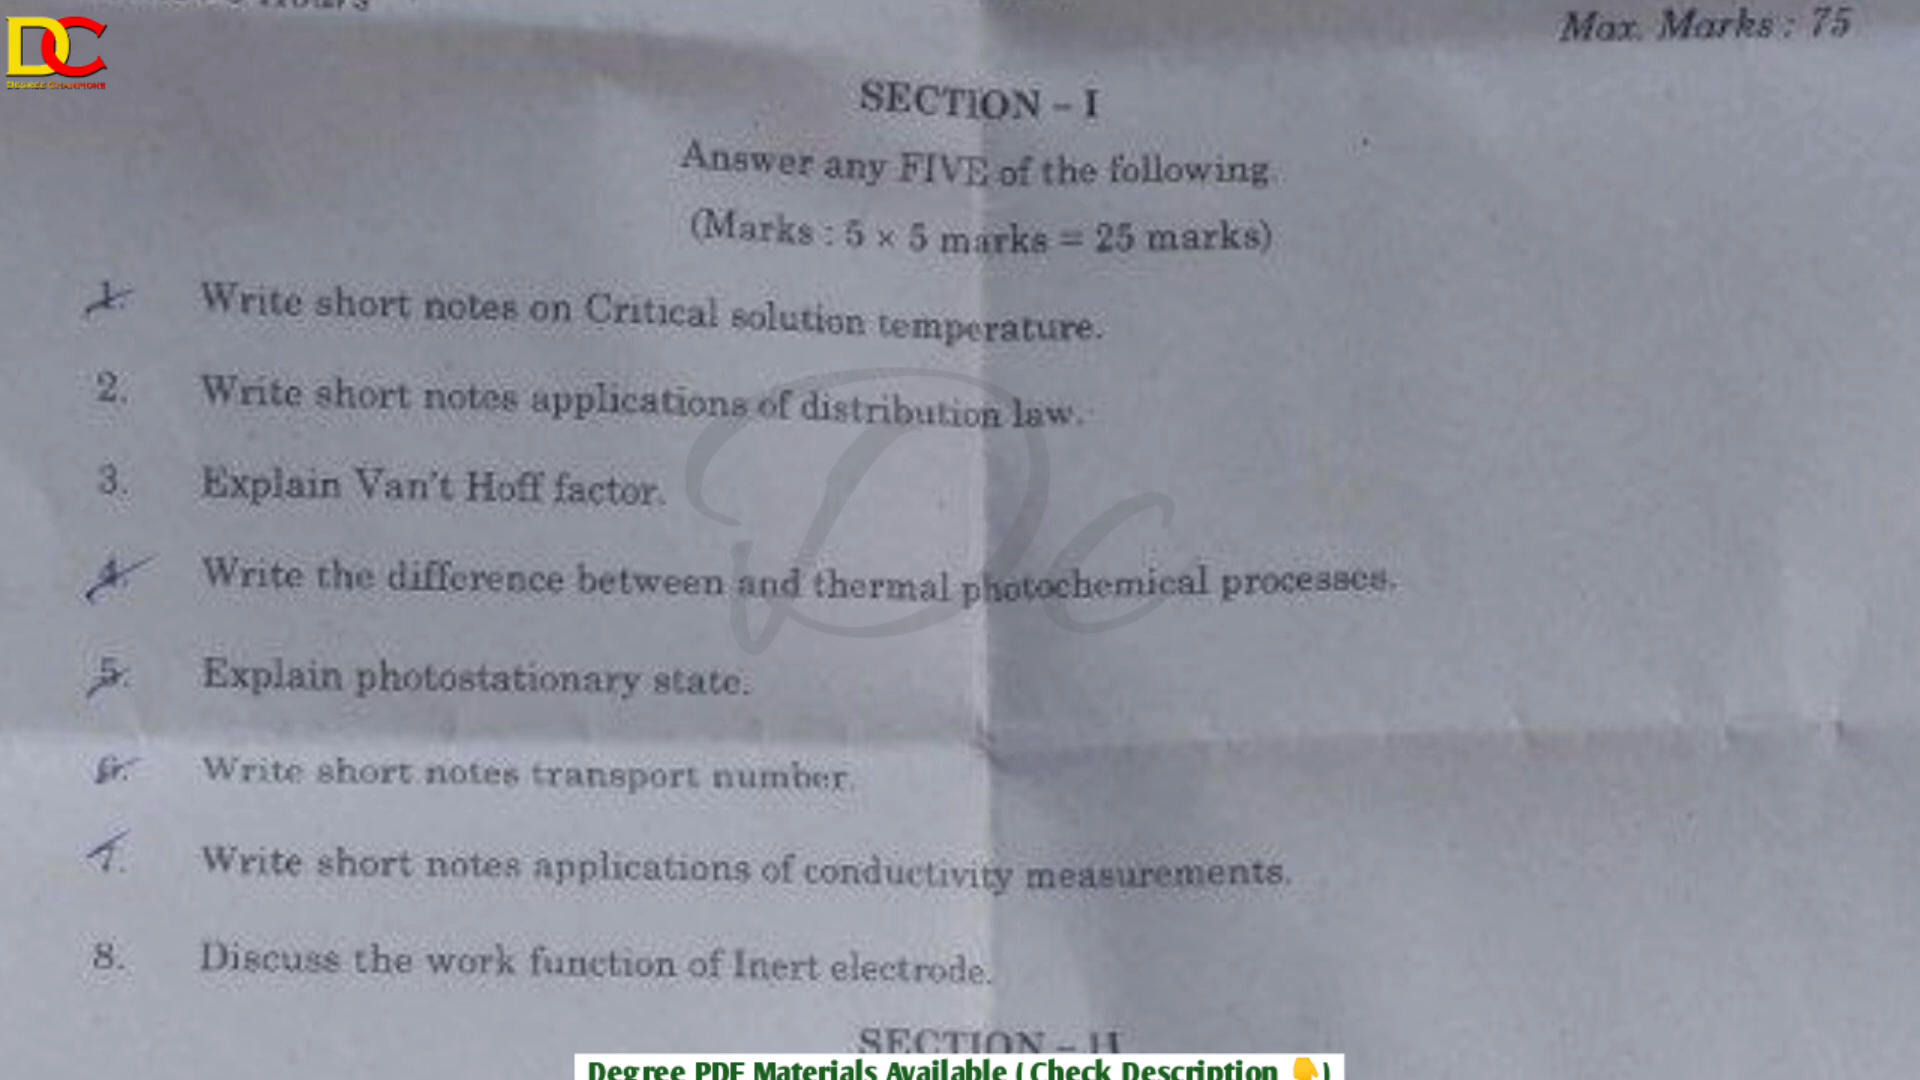 Max. Marks : 75
DC
DEGREE CHAMPIONS
SECTION – I
Answer any FIVE of the following
(Marks : 5 × 5 marks = 25 marks)
1. Write short notes on Critical solution temperature.
2. Write short notes applications of distribution law.
3. Explain Van't Hoff factor.
4. Write the difference between and thermal photochemical processes.
5. Explain photostationary state.
6. Write short notes transport number.
7. Write short notes applications of conductivity measurements.
8. Discuss the work function of Inert electrode.
Dc
SECTION – II
Degree PDF Materials Available ( Check Description 👇)